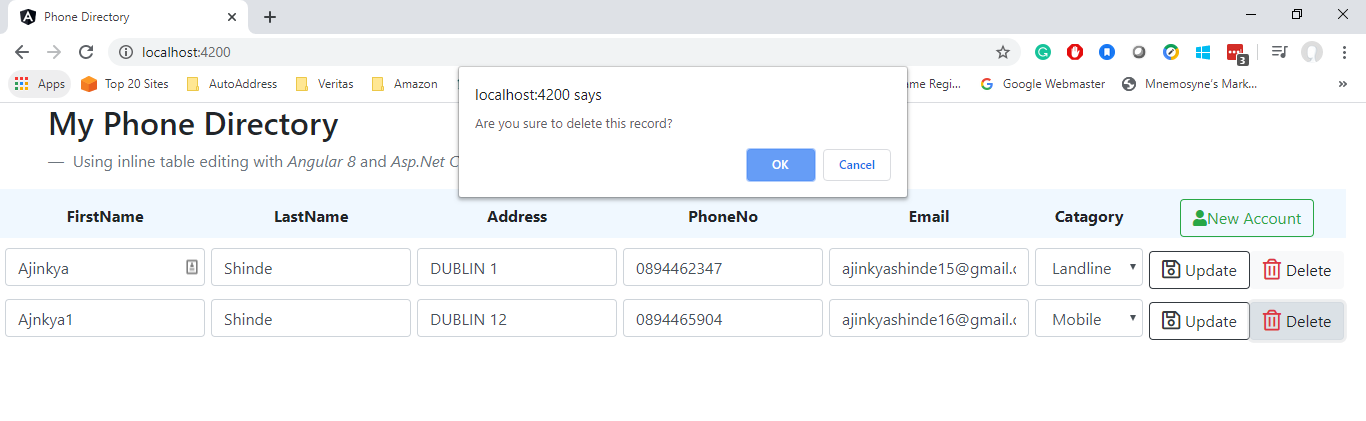 Phone Directory
localhost:4200
3
Apps Top 20 Sites AutoAddress Veritas Amazon ame Regi... Google Webmaster Mnemosyne's Mark... »
localhost:4200 says
Are you sure to delete this record?
OK Cancel
My Phone Directory
— Using inline table editing with Angular 8 and Asp.Net C
FirstName LastName Address PhoneNo Email Catagory New Account
Ajinkya Shinde DUBLIN 1 0894462347 ajinkyashinde15@gmail.c Landline Update Delete
Ajnkya1 Shinde DUBLIN 12 0894465904 ajinkyashinde16@gmail.c Mobile Update Delete